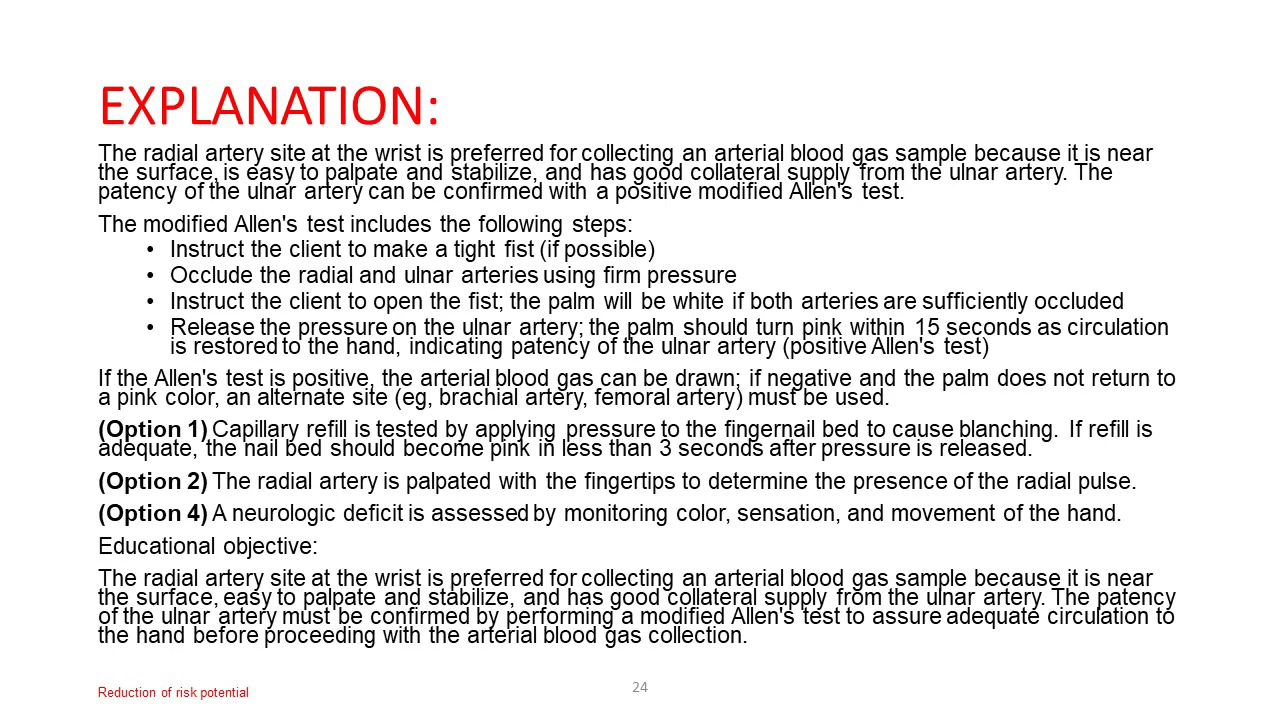 EXPLANATION:
The radial artery site at the wrist is preferred for collecting an arterial blood gas sample because it is near
the surface, is easy to palpate and stabilize, and has good collateral supply from the ulnar artery. The
patency of the ulnar artery can be confirmed with a positive modified Allen's test.
The modified Allen's test includes the following steps:
• Instruct the client to make a tight fist (if possible)
• Occlude the radial and ulnar arteries using firm pressure
• Instruct the client to open the fist; the palm will be white if both arteries are sufficiently occluded
• Release the pressure on the ulnar artery; the palm should turn pink within 15 seconds as circulation
is restored to the hand, indicating patency of the ulnar artery (positive Allen's test)
If the Allen's test is positive, the arterial blood gas can be drawn; if negative and the palm does not return to
a pink color, an alternate site (eg, brachial artery, femoral artery) must be used.
(Option 1) Capillary refill is tested by applying pressure to the fingernail bed to cause blanching. If refill is
adequate, the nail bed should become pink in less than 3 seconds after pressure is released.
(Option 2) The radial artery is palpated with the fingertips to determine the presence of the radial pulse.
(Option 4) A neurologic deficit is assessed by monitoring color, sensation, and movement of the hand.
Educational objective:
The radial artery site at the wrist is preferred for collecting an arterial blood gas sample because it is near
the surface, easy to palpate and stabilize, and has good collateral supply from the ulnar artery. The patency
of the ulnar artery must be confirmed by performing a modified Allen's test to assure adequate circulation to
the hand before proceeding with the arterial blood gas collection.
Reduction of risk potential
24